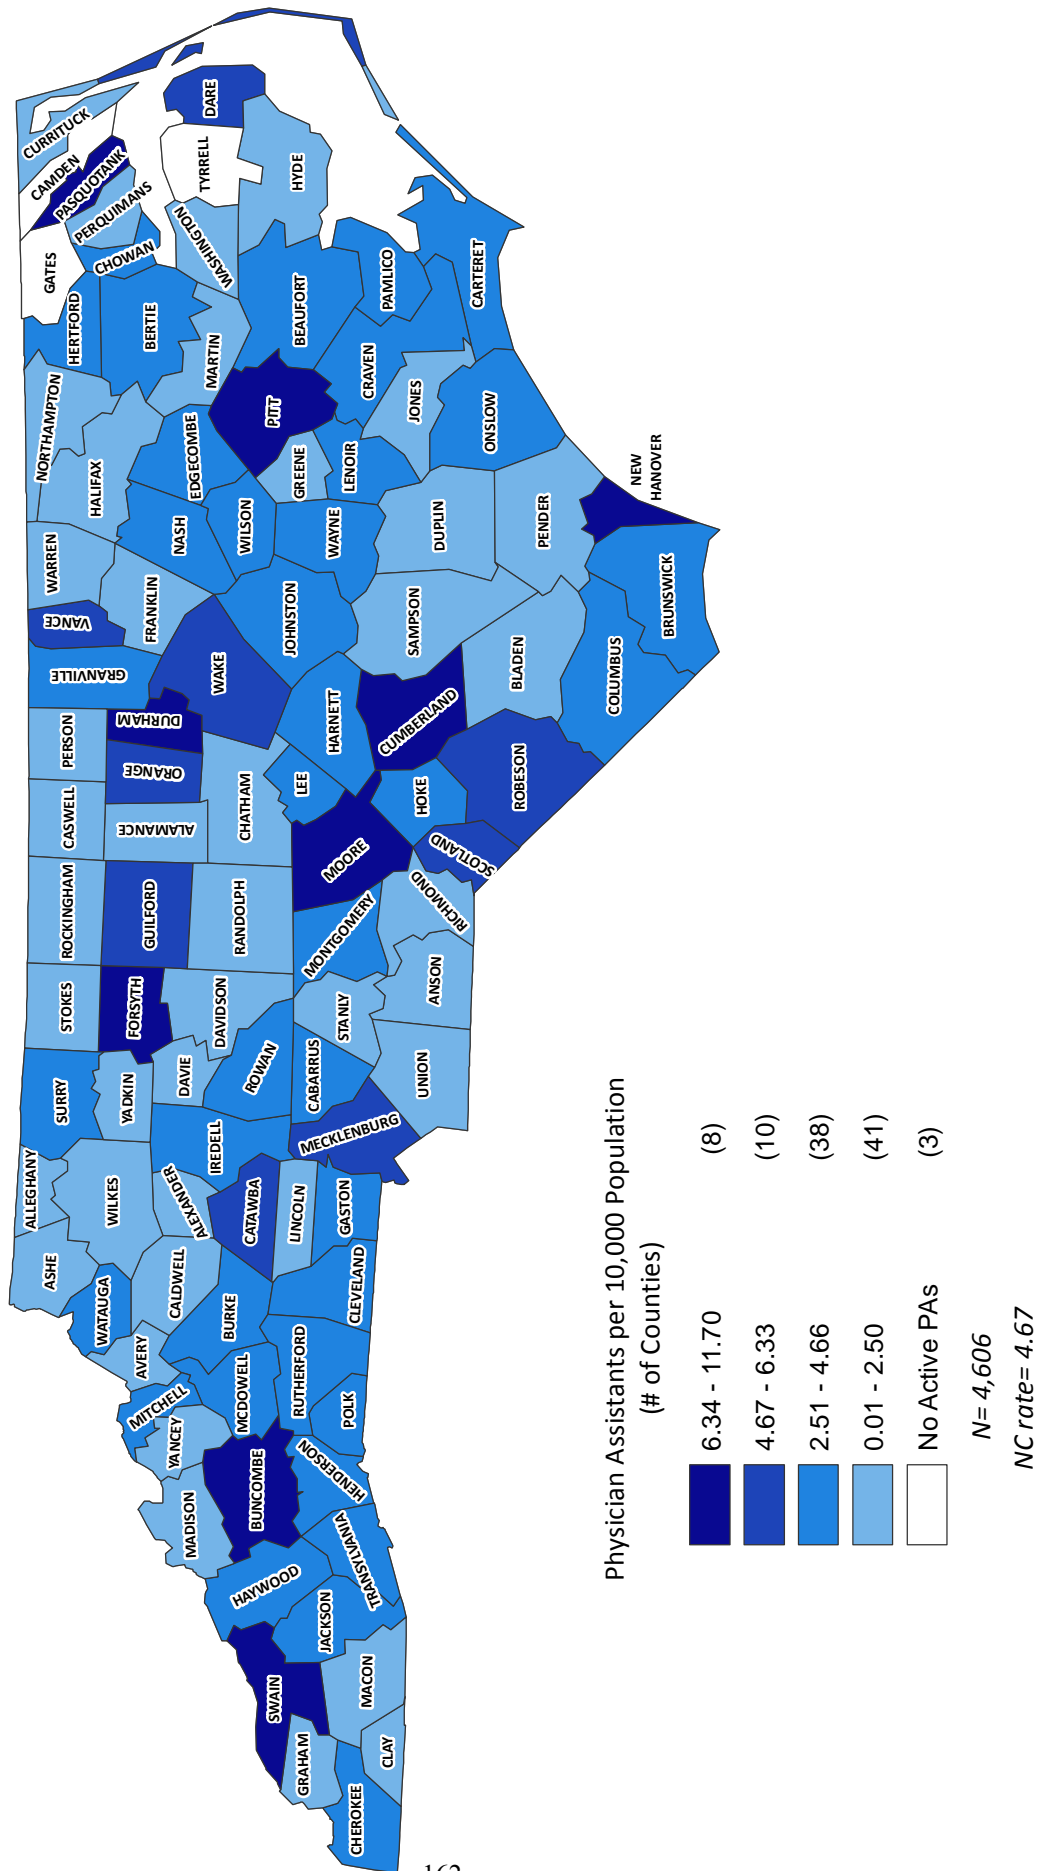 CHEROKEE
GRAHAM
CLAY
SWAIN
MACON
JACKSON
HAYWOOD
TRANSYLVANIA
MADISON
BUNCOMBE
HENDERSON
YANCEY
MITCHELL
MCDOWELL
RUTHERFORD
POLK
AVERY
WATAUGA
ASHE
BURKE
CALDWELL
CLEVELAND
ALLEGHANY
WILKES
ALEXANDER
CATAWBA
LINCOLN
GASTON
SURRY
YADKIN
IREDELL
MECKLENBURG
DAVIE
ROWAN
CABARRUS
UNION
STOKES
FORSYTH
DAVIDSON
STANLY
ANSON
ROCKINGHAM
GUILFORD
RANDOLPH
MONTGOMERY
RICHMOND
CASWELL
ALAMANCE
CHATHAM
MOORE
SCOTLAND
PERSON
ORANGE
DURHAM
LEE
HOKE
ROBESON
GRANVILLE
WAKE
HARNETT
CUMBERLAND
VANCE
WARREN
FRANKLIN
JOHNSTON
SAMPSON
BLADEN
COLUMBUS
BRUNSWICK
NORTHAMPTON
HALIFAX
NASH
EDGECOMBE
WILSON
WAYNE
GREENE
LENOIR
DUPLIN
PENDER
NEW
HANOVER
HERTFORD
BERTIE
MARTIN
PITT
CRAVEN
JONES
ONSLOW
GATES
CHOWAN
PERQUIMANS
PASQUOTANK
CAMDEN
CURRITUCK
WASHINGTON
TYRRELL
DARE
HYDE
BEAUFORT
PAMLICO
CARTERET
Physician Assistants per 10,000 Population
(# of Counties)
6.34 - 11.70 (8)
4.67 - 6.33 (10)
2.51 - 4.66 (38)
0.01 - 2.50 (41)
No Active PAs (3)
N= 4,606
NC rate= 4.67
162